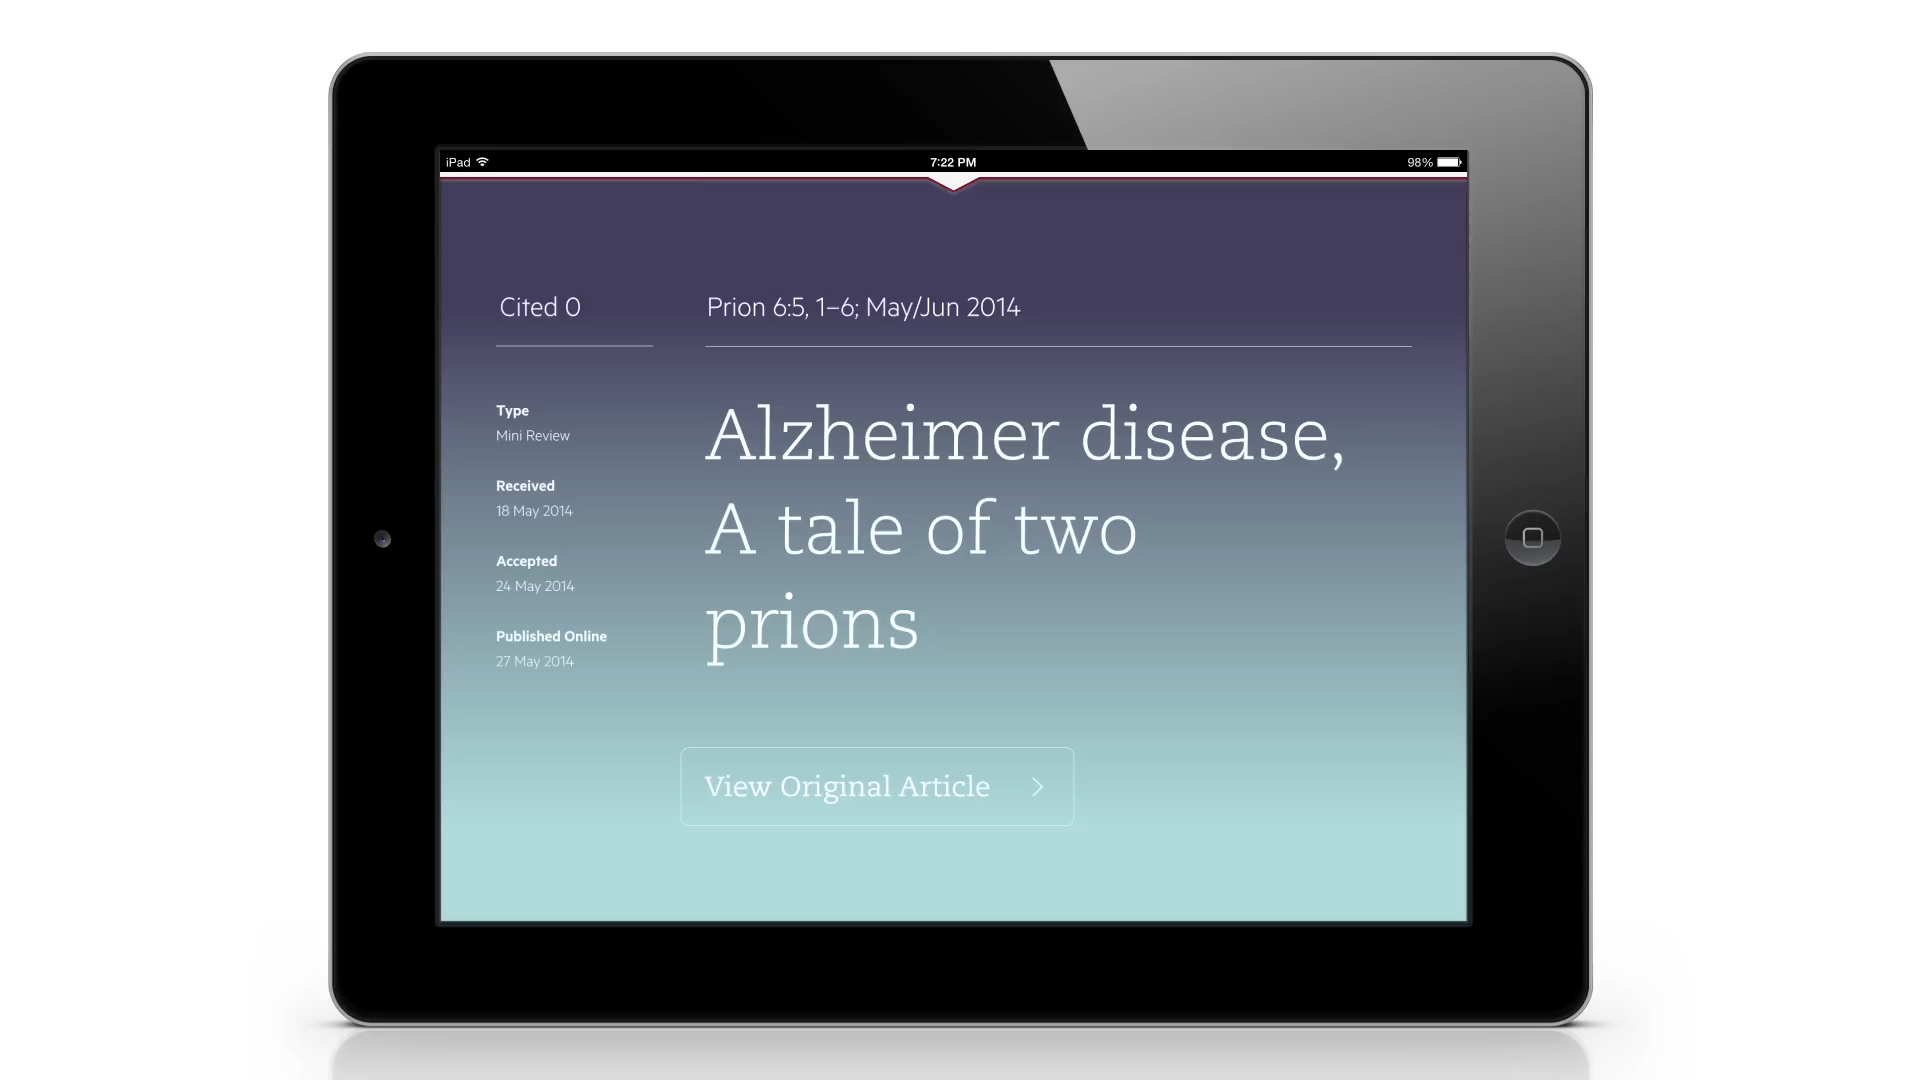 iPad
7:22 PM
98%
Cited 0
Prion 6:5, 1–6; May/Jun 2014
Type
Mini Review
Received
18 May 2014
Accepted
24 May 2014
Published Online
27 May 2014
Alzheimer disease,
A tale of two
prions
View Original Article